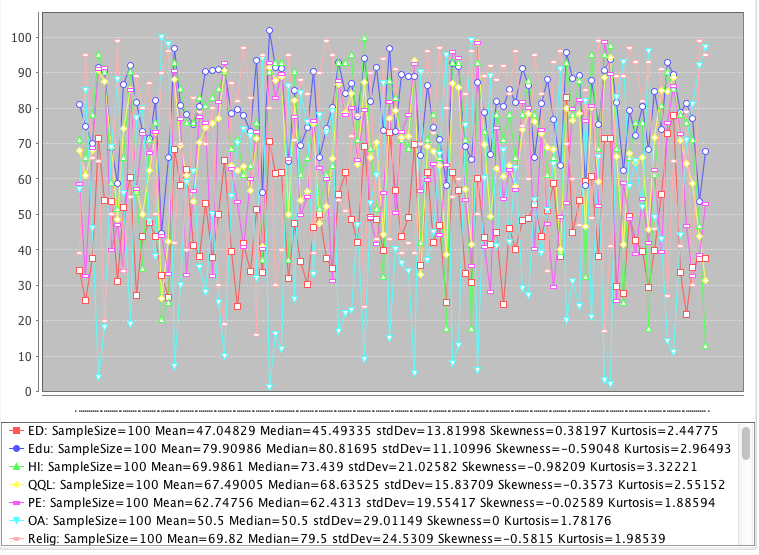 100
90
80
70
60
50
40
30
20
10
0
ED: SampleSize=100 Mean=47.04829 Median=45.49335 stdDev=13.81998 Skewness=0.38197 Kurtosis=2.44775
Edu: SampleSize=100 Mean=79.90986 Median=80.81695 stdDev=11.10996 Skewness=-0.59048 Kurtosis=2.96493
HI: SampleSize=100 Mean=69.9861 Median=73.439 stdDev=21.02582 Skewness=-0.98209 Kurtosis=3.32221
QQL: SampleSize=100 Mean=67.49005 Median=68.63525 stdDev=15.83709 Skewness=-0.3573 Kurtosis=2.55152
PE: SampleSize=100 Mean=62.74756 Median=62.4313 stdDev=19.55417 Skewness=-0.02589 Kurtosis=1.88594
OA: SampleSize=100 Mean=50.5 Median=50.5 stdDev=29.01149 Skewness=0 Kurtosis=1.78176
Relig: SampleSize=100 Mean=69.82 Median=79.5 stdDev=24.5309 Skewness=-0.5815 Kurtosis=1.98539